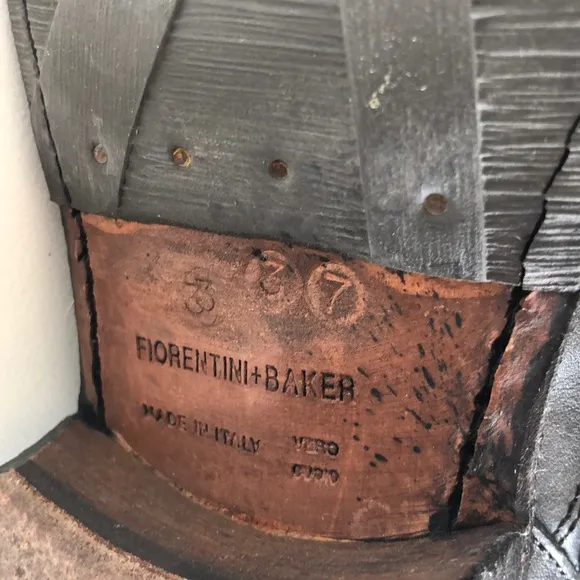 3 3 7
FIORENTINI+BAKER
MADE IN ITALY VERO
CUOIO